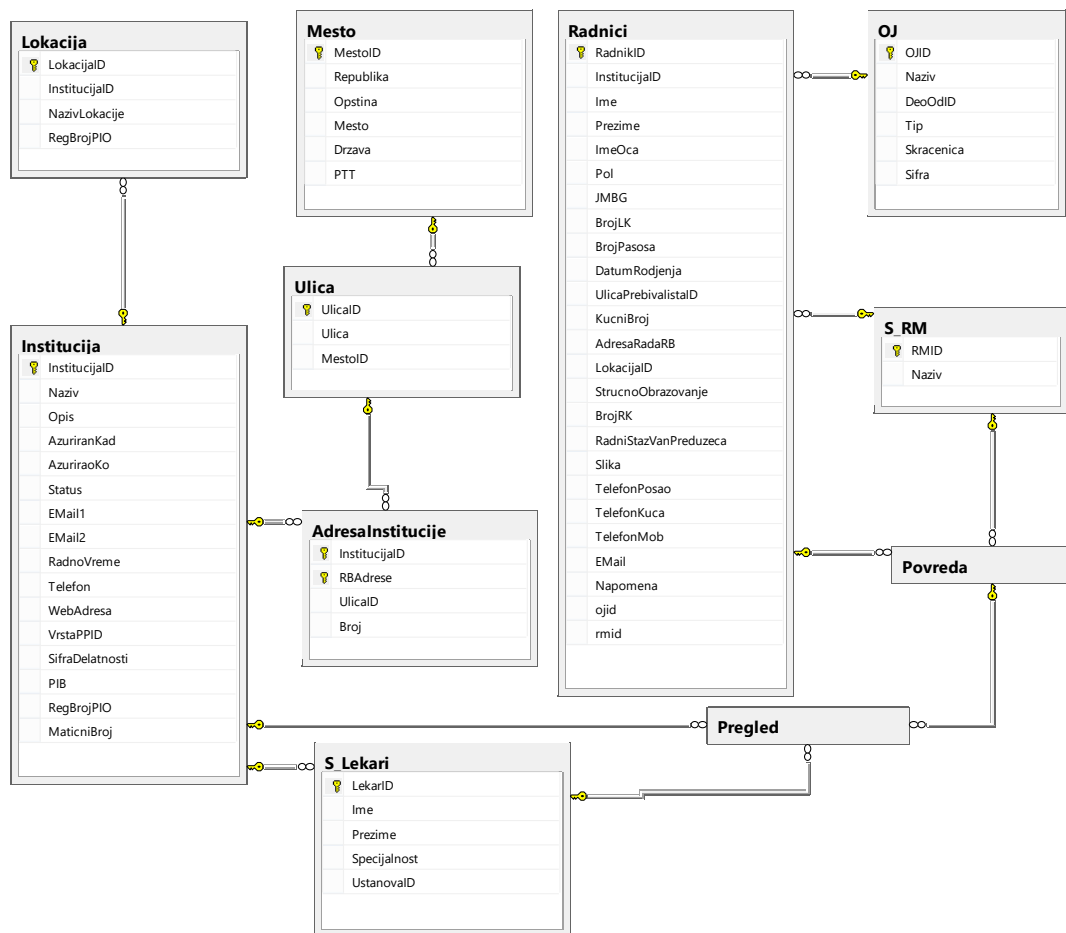 Lokacija
LokacijaID
InstitucijaID
NazivLokacije
RegBrojPIO
Mesto
MestoID
Republika
Opstina
Mesto
Drzava
PTT
Radnici
RadnikID
InstitucijaID
Ime
Prezime
ImeOca
Pol
JMBG
BrojLK
BrojPasosa
DatumRodjenja
UlicaPrebivalistaID
KucniBroj
AdresaRadaRB
LokacijaID
StrucnoObrazovanje
BrojRK
RadniStazVanPreduzeca
Slika
TelefonPosao
TelefonKuca
TelefonMob
EMail
Napomena
ojid
rmid
OJ
OJID
Naziv
DeoOdID
Tip
Skracenica
Sifra
Ulica
UlicaID
Ulica
MestoID
S_RM
RMID
Naziv
Institucija
InstitucijaID
Naziv
Opis
AzuriranKad
AzuriraoKo
Status
EMail1
EMail2
RadnoVreme
Telefon
WebAdresa
VrstaPPID
SifraDelatnosti
PIB
RegBrojPIO
MaticniBroj
AdresaInstitucije
InstitucijaID
RBAdrese
UlicaID
Broj
Povreda
Pregled
S_Lekari
LekarID
Ime
Prezime
Specijalnost
UstanovaID